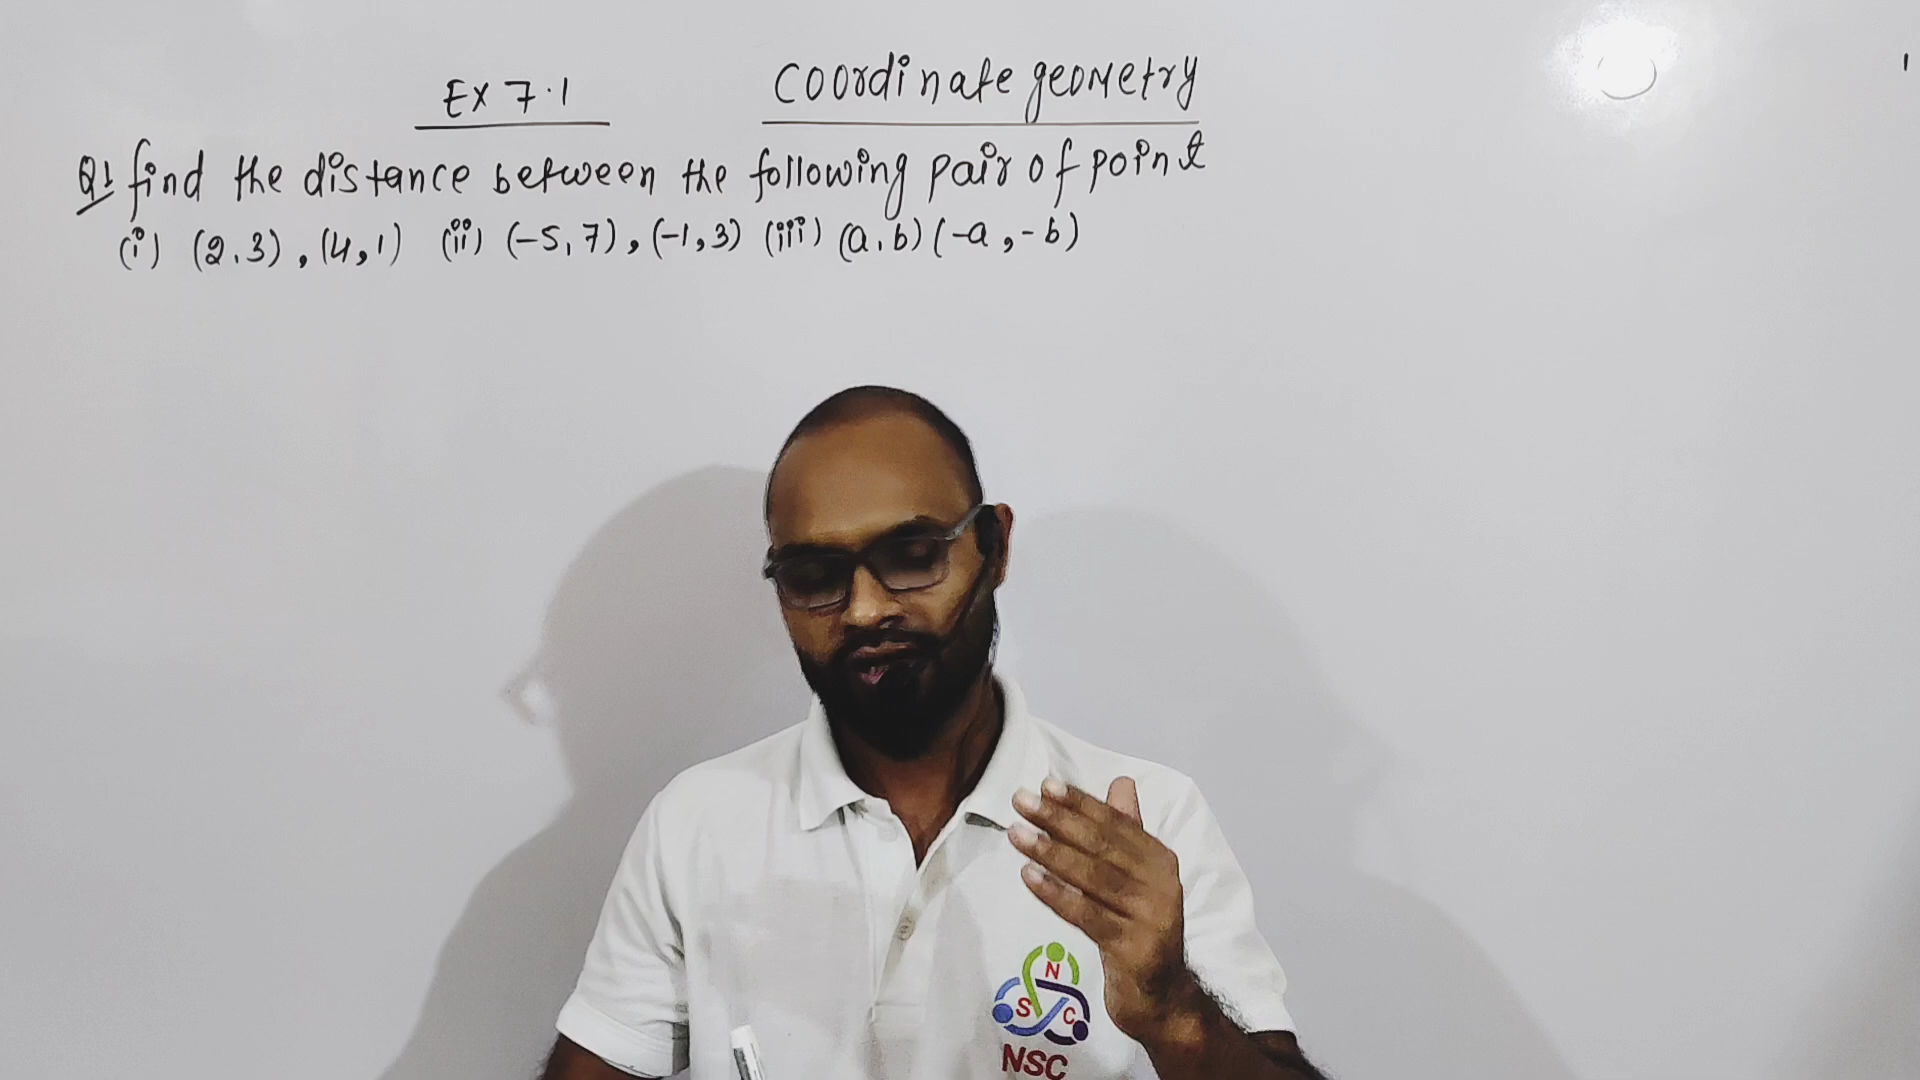 EX 7.1 Coordinate geometry
Q1 find the distance between the following pair of point
(i) (2,3), (4,1) (ii) (-5,7), (-1,3) (iii) (a,b) (-a,-b)
N
S C
NSC